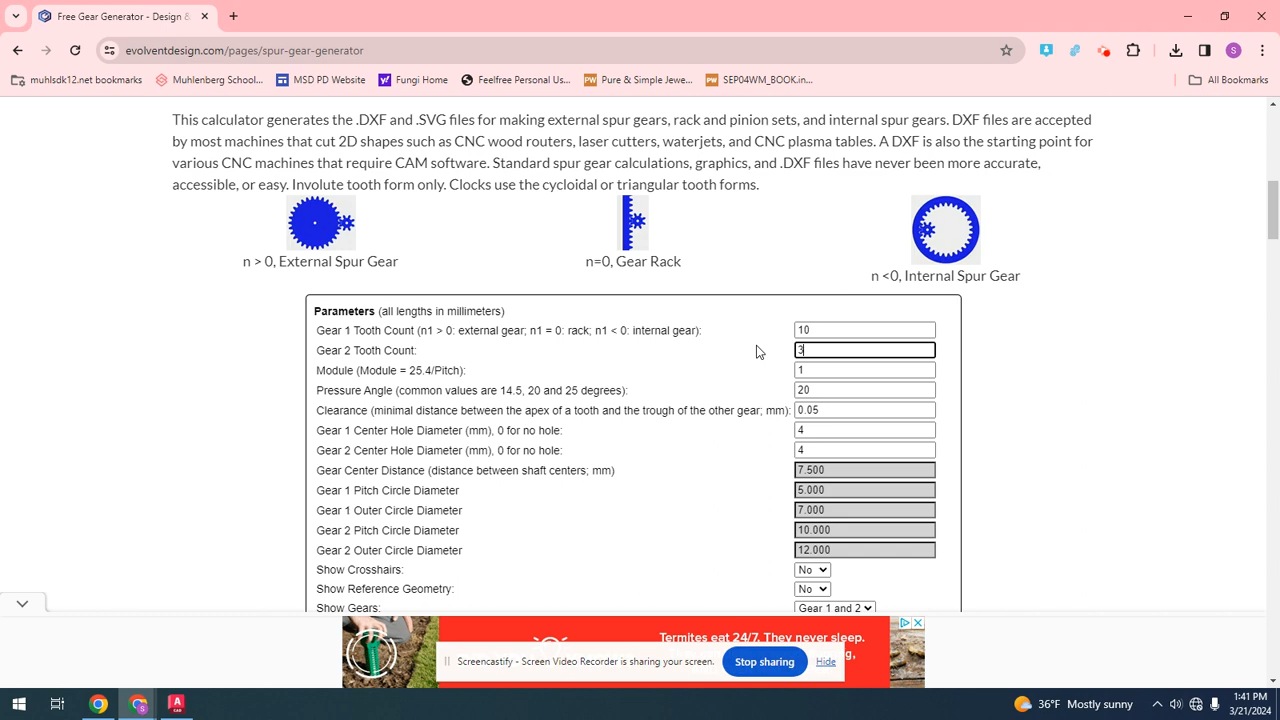 Free Gear Generator - Design &
evolventdesign.com/pages/spur-gear-generator
S
muhlsdk12.net bookmarks
Muhlenberg School...
MSD PD Website
Fungi Home
Feelfree Personal Us...
Pure & Simple Jewe...
SEP04WM_BOOK.in...
All Bookmarks
This calculator generates the .DXF and .SVG files for making external spur gears, rack and pinion sets, and internal spur gears. DXF files are accepted
by most machines that cut 2D shapes such as CNC wood routers, laser cutters, waterjets, and CNC plasma tables. A DXF is also the starting point for
various CNC machines that require CAM software. Standard spur gear calculations, graphics, and .DXF files have never been more accurate,
accessible, or easy. Involute tooth form only. Clocks use the cycloidal or triangular tooth forms.
n > 0, External Spur Gear
n=0, Gear Rack
n <0, Internal Spur Gear
Parameters (all lengths in millimeters)
Gear 1 Tooth Count (n1 > 0: external gear; n1 = 0: rack; n1 < 0: internal gear): 10
Gear 2 Tooth Count: 3
Module (Module = 25.4/Pitch): 1
Pressure Angle (common values are 14.5, 20 and 25 degrees): 20
Clearance (minimal distance between the apex of a tooth and the trough of the other gear; mm): 0.05
Gear 1 Center Hole Diameter (mm), 0 for no hole: 4
Gear 2 Center Hole Diameter (mm), 0 for no hole: 4
Gear Center Distance (distance between shaft centers; mm) 7.500
Gear 1 Pitch Circle Diameter 5.000
Gear 1 Outer Circle Diameter 7.000
Gear 2 Pitch Circle Diameter 10.000
Gear 2 Outer Circle Diameter 12.000
Show Crosshairs: No
Show Reference Geometry: No
Show Gears: Gear 1 and 2
Termites eat 24/7. They never sleep.
Screencastify - Screen Video Recorder is sharing your screen.
Stop sharing
Hide
36°F Mostly sunny
1:41 PM
3/21/2024